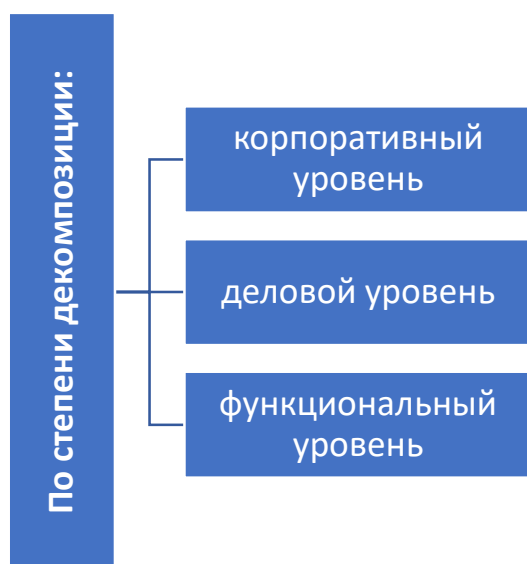 По степени декомпозиции:
корпоративный
уровень
деловой уровень
функциональный
уровень